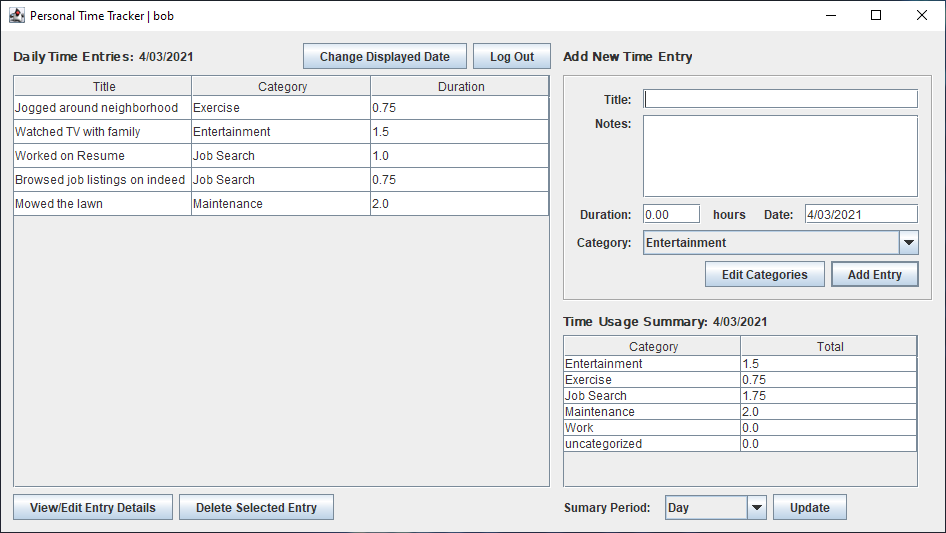 Personal Time Tracker | bob
Daily Time Entries: 4/03/2021
Change Displayed Date
Log Out
Title Category Duration
Jogged around neighborhood Exercise 0.75
Watched TV with family Entertainment 1.5
Worked on Resume Job Search 1.0
Browsed job listings on indeed Job Search 0.75
Mowed the lawn Maintenance 2.0
View/Edit Entry Details
Delete Selected Entry
Add New Time Entry
Title:
Notes:
Duration: 0.00 hours Date: 4/03/2021
Category: Entertainment
Edit Categories
Add Entry
Time Usage Summary: 4/03/2021
Category Total
Entertainment 1.5
Exercise 0.75
Job Search 1.75
Maintenance 2.0
Work 0.0
uncategorized 0.0
Sumary Period: Day
Update